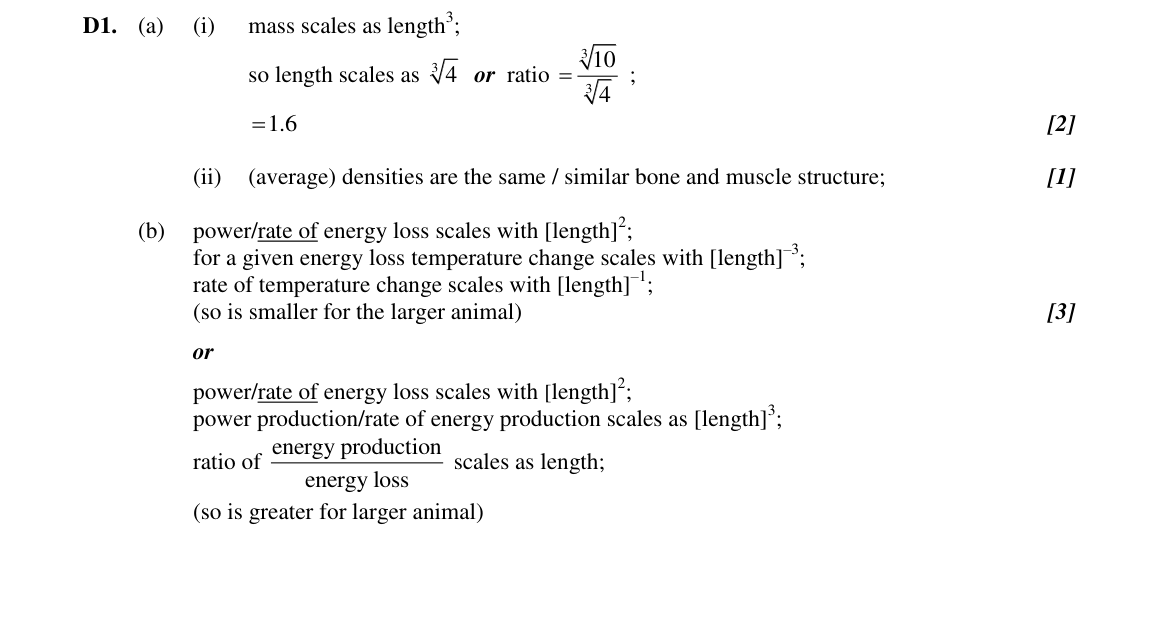 D1. (a) (i) mass scales as length³;
so length scales as ∛4 or ratio = ∛10 / ∛4 ;
=1.6 [2]
(ii) (average) densities are the same / similar bone and muscle structure; [1]
(b) power/rate of energy loss scales with [length]²;
for a given energy loss temperature change scales with [length]⁻³;
rate of temperature change scales with [length]⁻¹;
(so is smaller for the larger animal) [3]
or
power/rate of energy loss scales with [length]²;
power production/rate of energy production scales as [length]³;
ratio of energy production / energy loss scales as length;
(so is greater for larger animal)